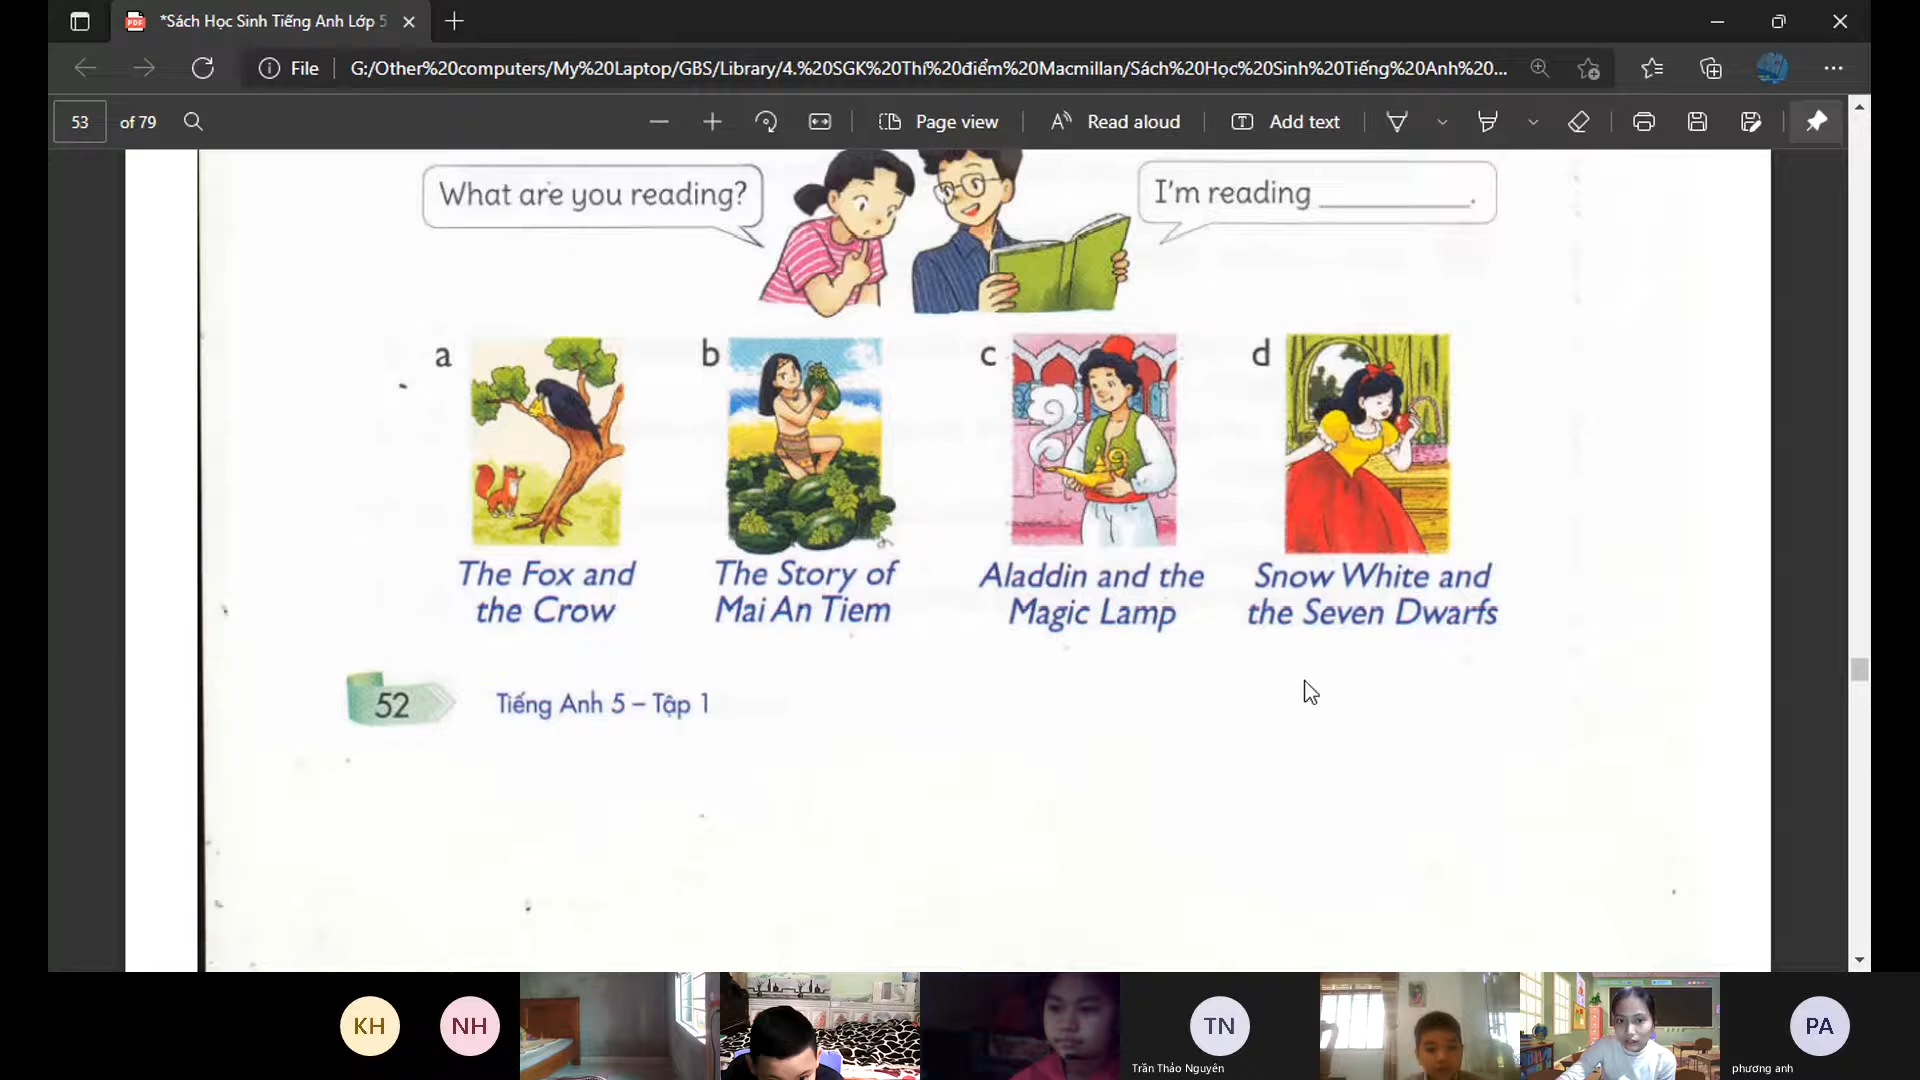 *Sách Học Sinh Tiếng Anh Lớp 5
File
G:/Other%20computers/My%20Laptop/GBS/Library/4.%20SGK%20Thí%20điểm%20Macmillan/Sách%20Học%20Sinh%20Tiếng%20Anh%20...
53 of 79
Page view
Read aloud
Add text
What are you reading?
I'm reading __________.
a
b
c
d
The Fox and
the Crow
The Story of
Mai An Tiem
Aladdin and the
Magic Lamp
Snow White and
the Seven Dwarfs
52
Tiếng Anh 5 – Tập 1
KH
NH
TN
Trần Thảo Nguyên
PA
phương anh